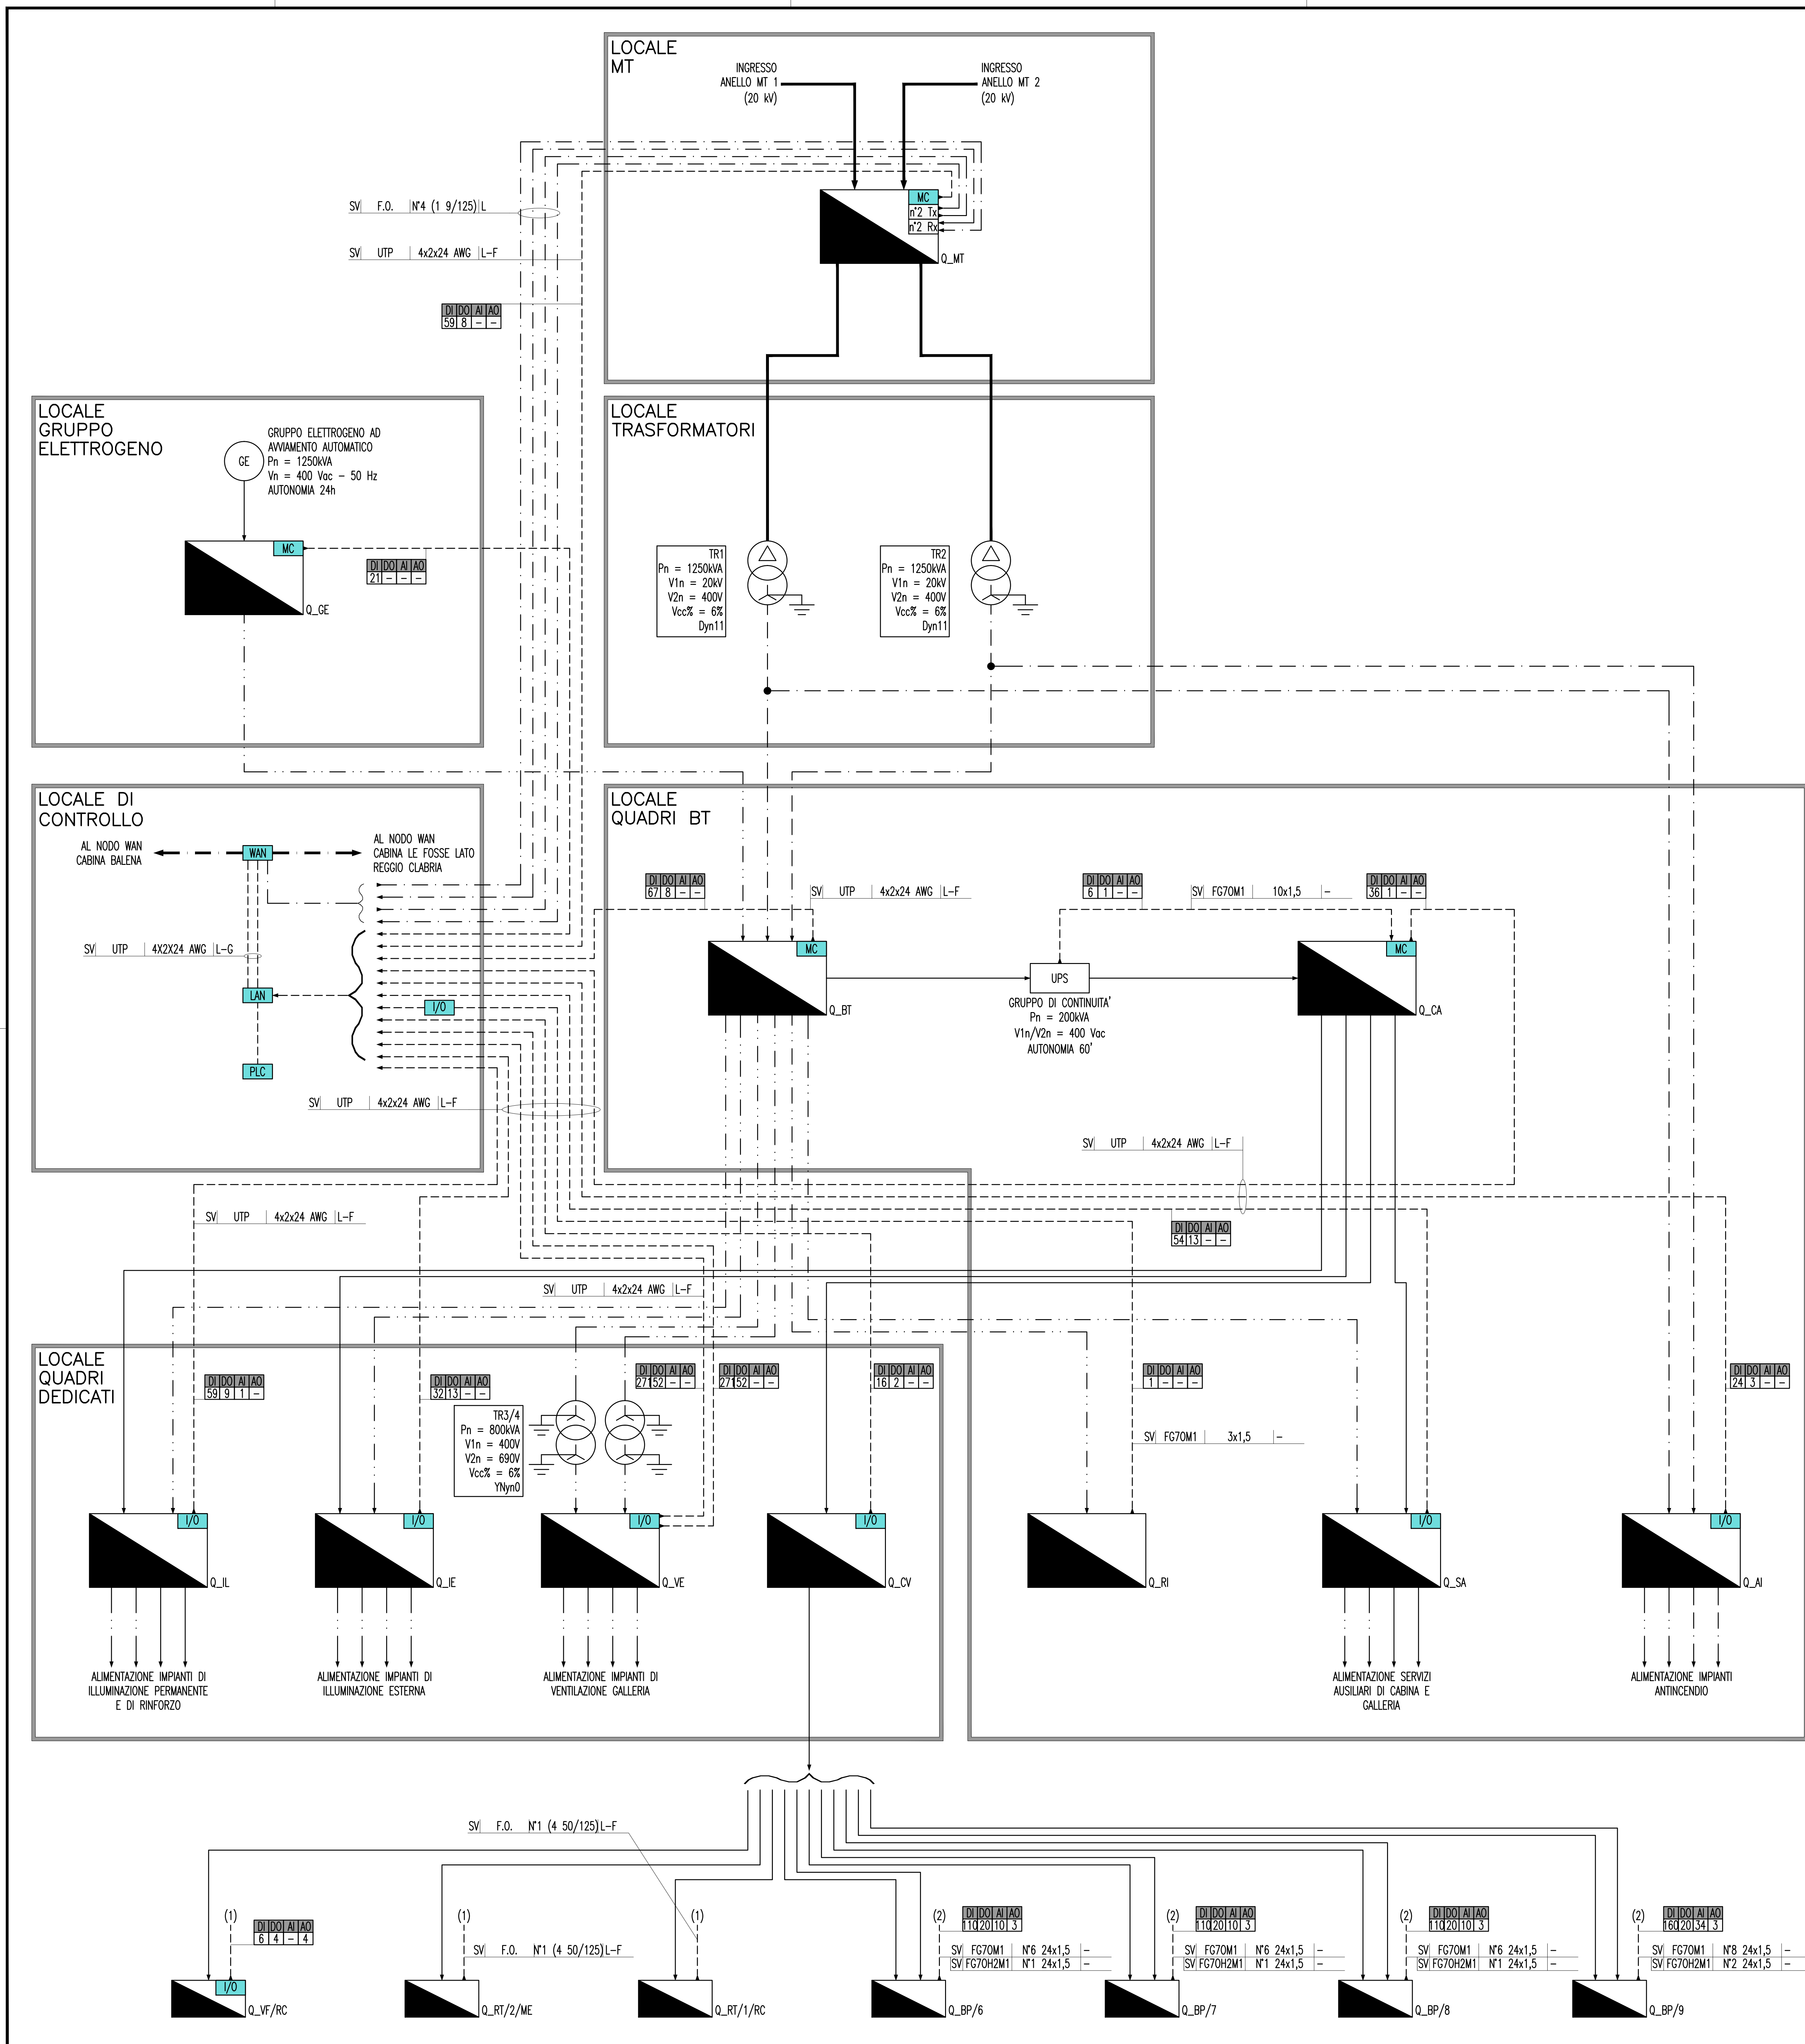 LOCALE
MT
INGRESSO
ANELLO MT 1
(20 kV)
INGRESSO
ANELLO MT 2
(20 kV)
MC
n°2 Tx
n°2 Rx
Q_MT
SV F.O. N°4 (1 9/125) L
SV UTP 4x2x24 AWG L-F
DI DO AI AO
59 8 - -
LOCALE
GRUPPO
ELETTROGENO
GE
GRUPPO ELETTROGENO AD
AVVIAMENTO AUTOMATICO
Pn = 1250kVA
Vn = 400 Vac - 50 Hz
AUTONOMIA 24h
MC
Q_GE
DI DO AI AO
21 - - -
LOCALE
TRASFORMATORI
TR1
Pn = 1250kVA
V1n = 20kV
V2n = 400V
Vcc% = 6%
Dyn11
TR2
Pn = 1250kVA
V1n = 20kV
V2n = 400V
Vcc% = 6%
Dyn11
LOCALE DI
CONTROLLO
AL NODO WAN
CABINA BALENA
WAN
AL NODO WAN
CABINA LE FOSSE LATO
REGGIO CLABRIA
SV UTP 4X2X24 AWG L-G
LAN
I/O
PLC
SV UTP 4x2x24 AWG L-F
LOCALE
QUADRI BT
DI DO AI AO
67 8 - -
SV UTP 4x2x24 AWG L-F
DI DO AI AO
6 1 - -
SV FG7OM1 10x1,5 -
DI DO AI AO
36 1 - -
MC
Q_BT
UPS
GRUPPO DI CONTINUITA'
Pn = 200kVA
V1n/V2n = 400 Vac
AUTONOMIA 60'
MC
Q_CA
SV UTP 4x2x24 AWG L-F
SV UTP 4x2x24 AWG L-F
DI DO AI AO
54 13 - -
SV UTP 4x2x24 AWG L-F
LOCALE
QUADRI
DEDICATI
DI DO AI AO
59 9 1 -
DI DO AI AO
32 13 - -
DI DO AI AO
271 52 - -
DI DO AI AO
271 52 - -
DI DO AI AO
16 2 - -
DI DO AI AO
1 - - -
DI DO AI AO
24 3 - -
TR3/4
Pn = 800kVA
V1n = 400V
V2n = 690V
Vcc% = 6%
YNyn0
SV FG7OM1 3x1,5 -
I/O
Q_IL
I/O
Q_IE
I/O
Q_VE
I/O
Q_CV
Q_RI
I/O
Q_SA
I/O
Q_AI
ALIMENTAZIONE IMPIANTI DI
ILLUMINAZIONE PERMANENTE
E DI RINFORZO
ALIMENTAZIONE IMPIANTI DI
ILLUMINAZIONE ESTERNA
ALIMENTAZIONE IMPIANTI DI
VENTILAZIONE GALLERIA
ALIMENTAZIONE SERVIZI
AUSILIARI DI CABINA E
GALLERIA
ALIMENTAZIONE IMPIANTI
ANTINCENDIO
SV F.O. N°1 (4 50/125) L-F
(1)
DI DO AI AO
6 4 - 4
I/O
Q_VF/RC
(1)
SV F.O. N°1 (4 50/125) L-F
Q_RT/2/ME
(1)
Q_RT/1/RC
(2)
DI DO AI AO
110 20 10 3
SV FG7OM1 N°6 24x1,5 -
SV FG7OH2M1 N°1 24x1,5 -
Q_BP/6
(2)
DI DO AI AO
110 20 10 3
SV FG7OM1 N°6 24x1,5 -
SV FG7OH2M1 N°1 24x1,5 -
Q_BP/7
(2)
DI DO AI AO
110 20 10 3
SV FG7OM1 N°6 24x1,5 -
SV FG7OH2M1 N°1 24x1,5 -
Q_BP/8
(2)
DI DO AI AO
160 20 34 3
SV FG7OM1 N°8 24x1,5 -
SV FG7OH2M1 N°2 24x1,5 -
Q_BP/9